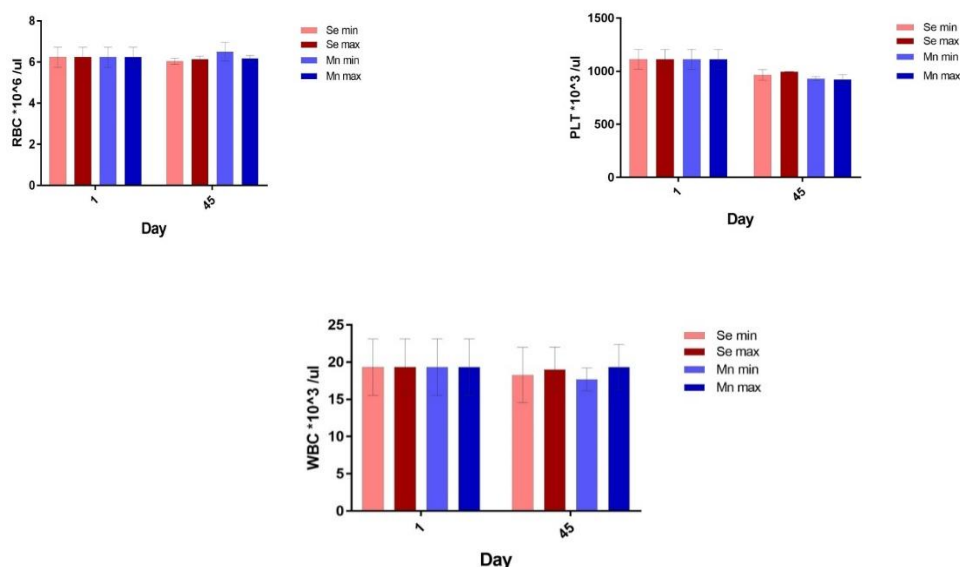 RBC *10^6 /ul
8
6
4
2
0
1
45
Day
Se min
Se max
Mn min
Mn max
PLT *10^3 /ul
1500
1000
500
0
1
45
Day
Se min
Se max
Mn min
Mn max
WBC *10^3 /ul
25
20
15
10
5
0
1
45
Day
Se min
Se max
Mn min
Mn max